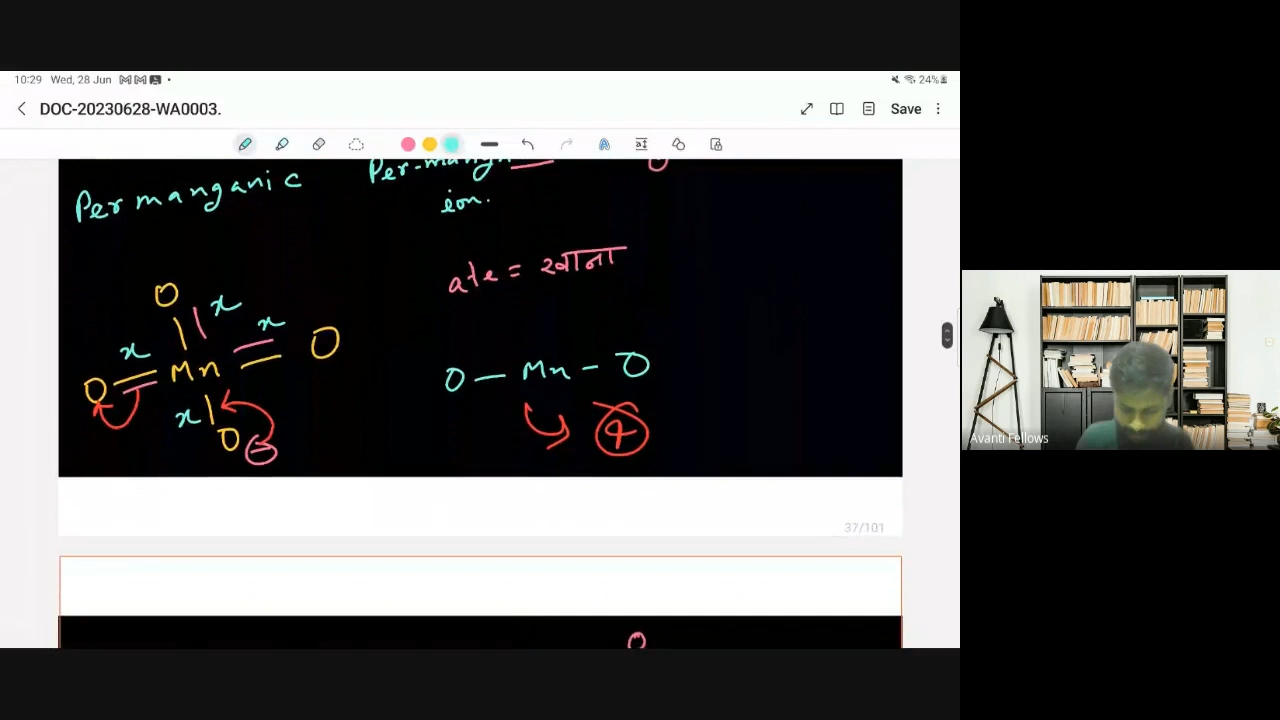 10:29 Wed, 28 Jun
24%
DOC-20230628-WA0003.
Save
Permanganic
ion.
ate = खाना
O
x
x
x
O
O Mn
x
O
O — Mn — O
4
37/101
O
Avanti Fellows